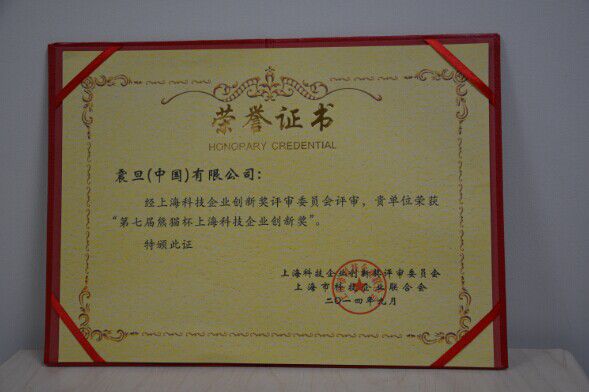 荣誉证书
HONORARY CREDENTIAL
震旦(中国)有限公司:
经上海科技企业创新奖评审委员会评审，贵单位荣获
“第七届熊猫杯上海科技企业创新奖”。
特颁此证
上海科技企业创新奖评审委员会
上海市科技企业联合会
二〇一四年九月